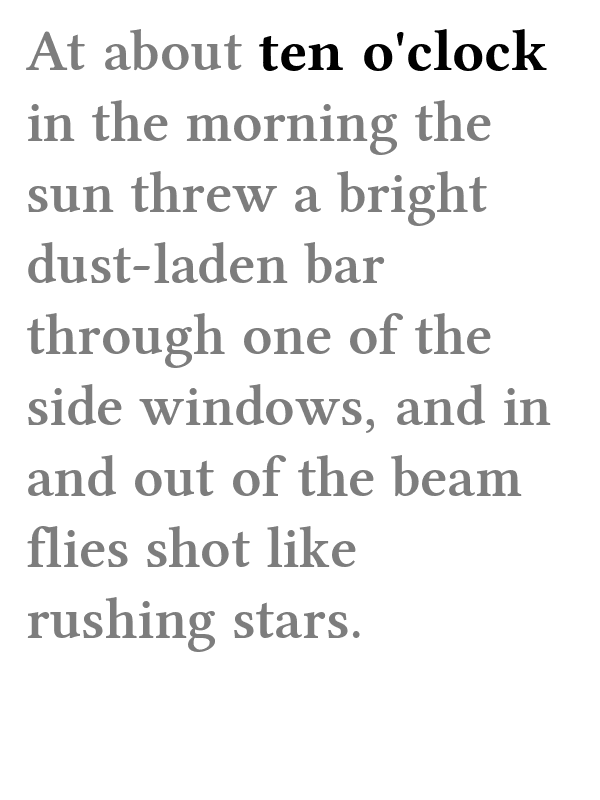 At about ten o'clock
in the morning the
sun threw a bright
dust-laden bar
through one of the
side windows, and in
and out of the beam
flies shot like
rushing stars.